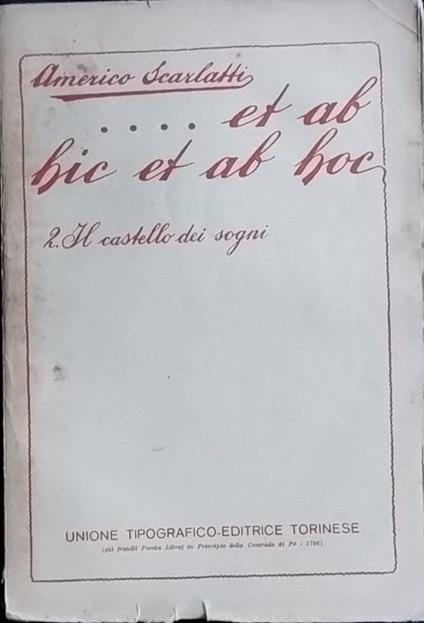 Americo Scarlatti
.... et ab
hic et ab hoc
2. Il castello dei sogni
UNIONE TIPOGRAFICO-EDITRICE TORINESE
(già fratelli Pomba Libraj in Principio della Contrada di Po - 1796)